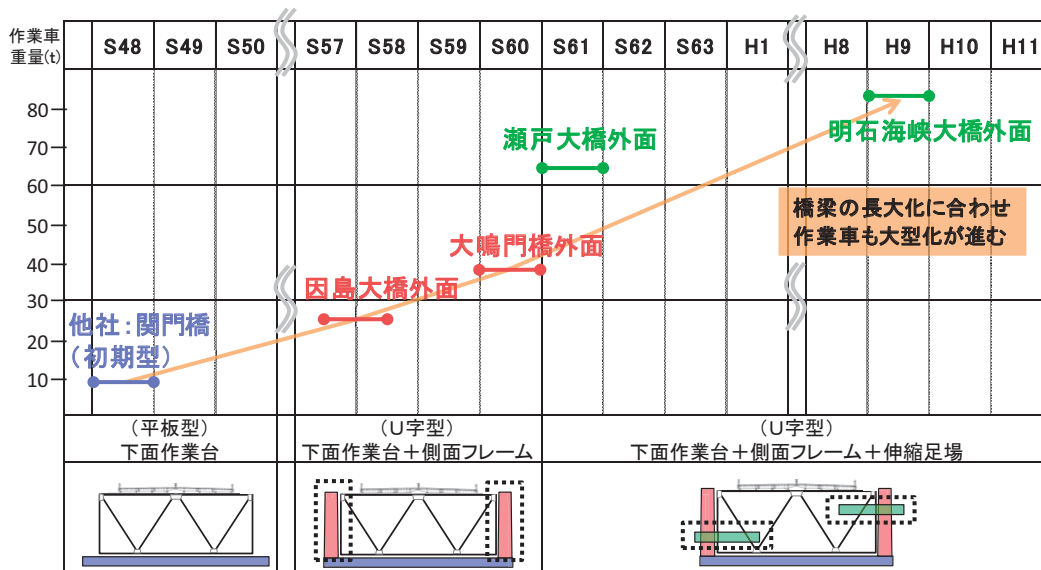 作業車
重量(t)
S48 S49 S50 S57 S58 S59 S60 S61 S62 S63 H1 H8 H9 H10 H11
80
70
60
50
40
30
20
10
明石海峡大橋外面
瀬戸大橋外面
橋梁の長大化に合わせ
作業車も大型化が進む
大鳴門橋外面
因島大橋外面
他社：関門橋
（初期型）
（平板型）
下面作業台
（U字型）
下面作業台＋側面フレーム
（U字型）
下面作業台＋側面フレーム＋伸縮足場